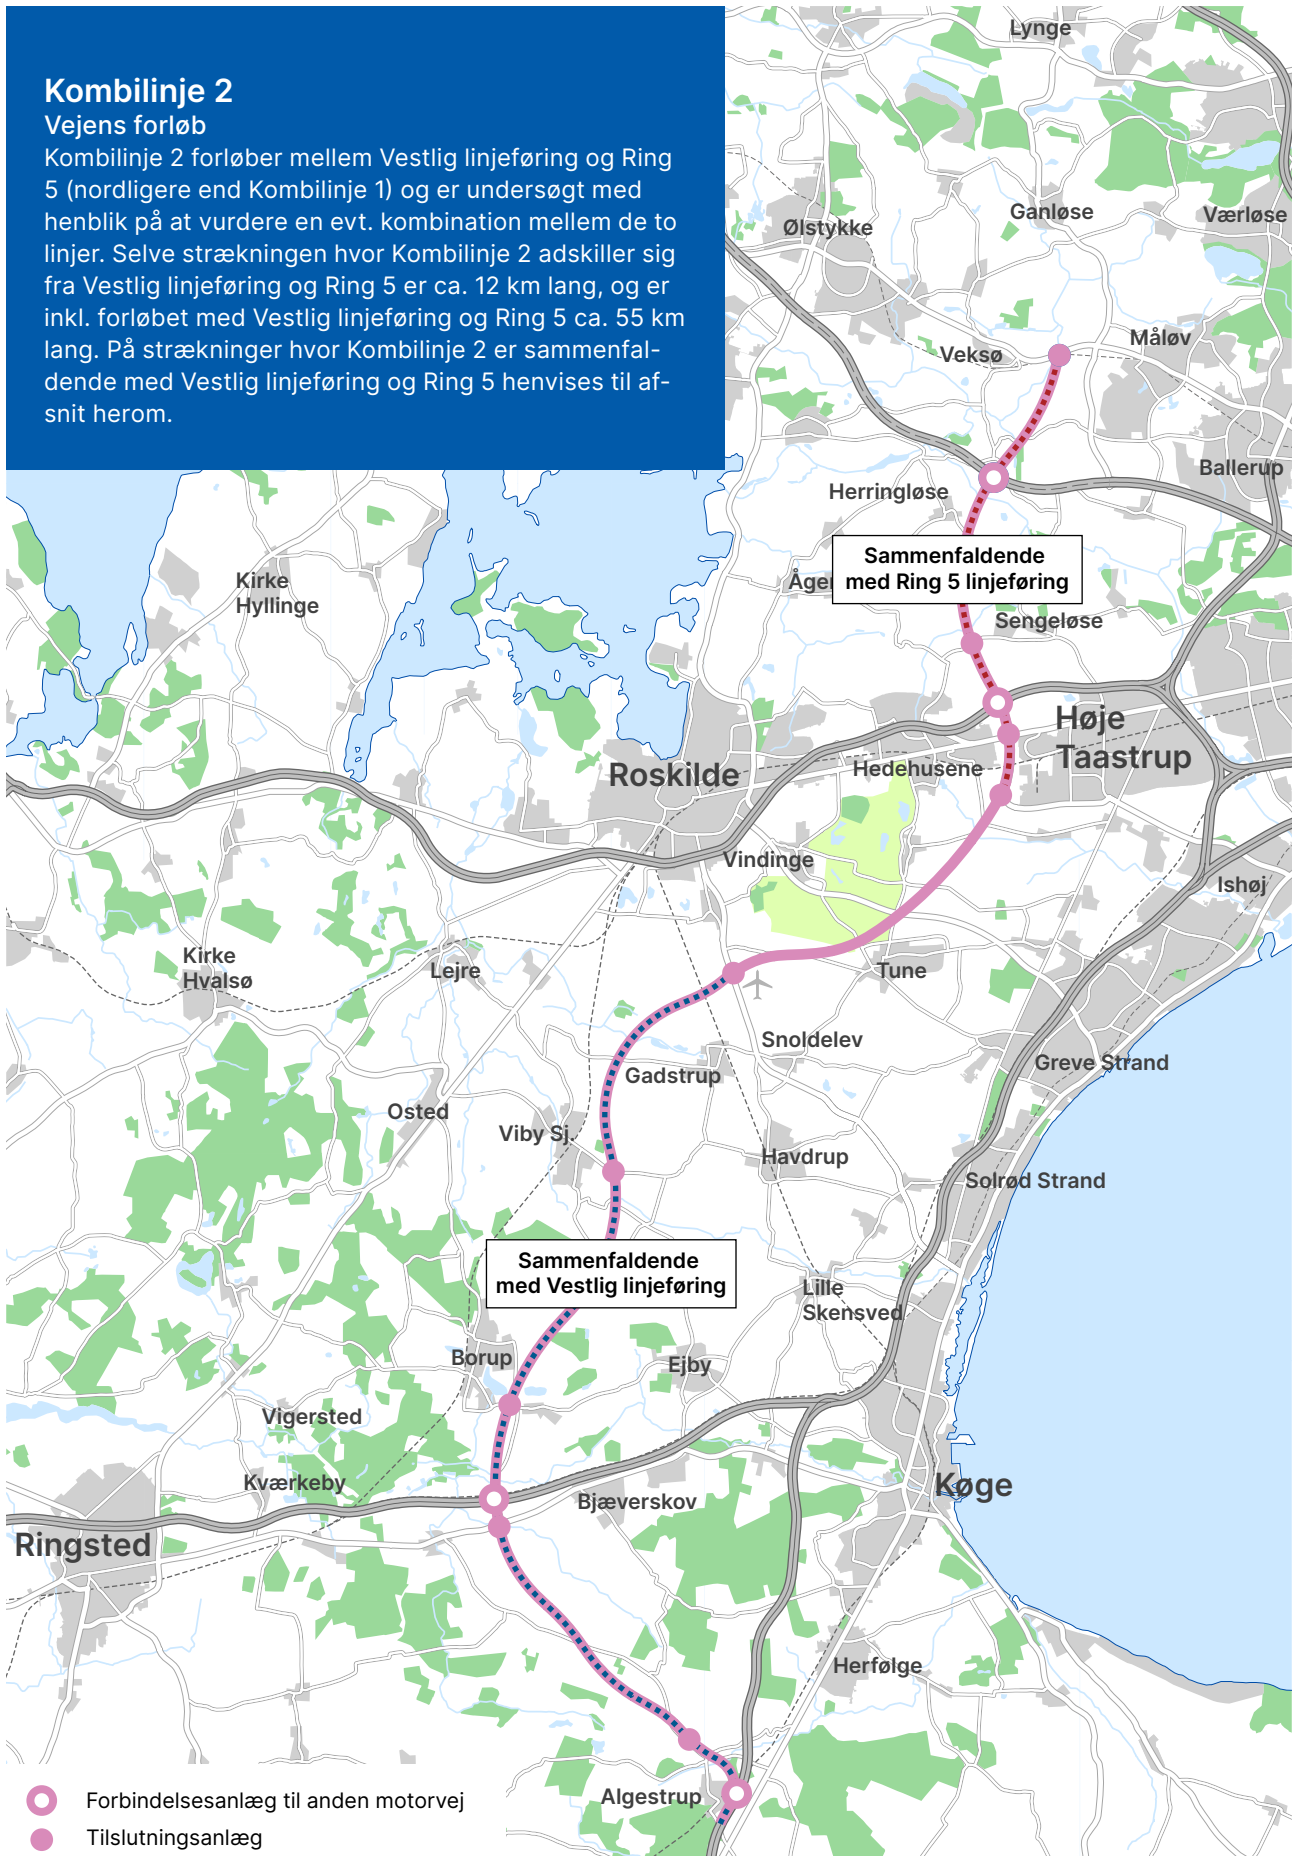 Kombilinje 2
Vejens forløb
Kombilinje 2 forløber mellem Vestlig linjeføring og Ring
5 (nordligere end Kombilinje 1) og er undersøgt med
henblik på at vurdere en evt. kombination mellem de to
linjer. Selve strækningen hvor Kombilinje 2 adskiller sig
fra Vestlig linjeføring og Ring 5 er ca. 12 km lang, og er
inkl. forløbet med Vestlig linjeføring og Ring 5 ca. 55 km
lang. På strækninger hvor Kombilinje 2 er sammenfal-
dende med Vestlig linjeføring og Ring 5 henvises til af-
snit herom.
Lynge
Ganløse
Værløse
Ølstykke
Måløv
Veksø
Ballerup
Herringløse
Sammenfaldende
med Ring 5 linjeføring
Åger
Kirke
Hyllinge
Sengeløse
Høje
Taastrup
Roskilde
Hedehusene
Vindinge
Ishøj
Kirke
Hvalsø
Lejre
Tune
Snoldelev
Greve Strand
Gadstrup
Osted
Viby Sj.
Havdrup
Solrød Strand
Sammenfaldende
med Vestlig linjeføring
Lille
Skensved
Borup
Ejby
Vigersted
Kværkeby
Køge
Bjæverskov
Ringsted
Herfølge
Algestrup
Forbindelsesanlæg til anden motorvej
Tilslutningsanlæg